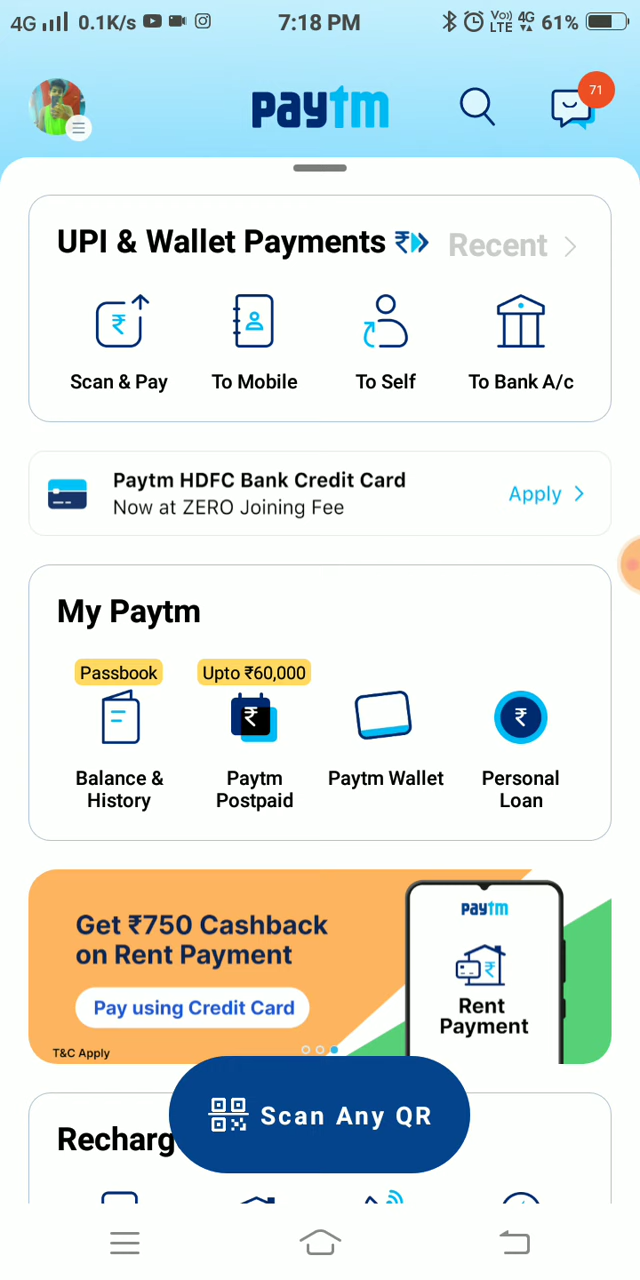 4G 0.1K/s 7:18 PM Vo) LTE 4G 61%
paytm 71
UPI & Wallet Payments ₹ Recent
₹
Scan & Pay To Mobile To Self To Bank A/c
Paytm HDFC Bank Credit Card
Now at ZERO Joining Fee
Apply
My Paytm
Passbook Upto ₹60,000
₹ ₹
Balance & History
Paytm Postpaid
Paytm Wallet
Personal Loan
Get ₹750 Cashback
on Rent Payment
Pay using Credit Card
T&C Apply
paytm
₹
Rent
Payment
Scan Any QR
Recharg